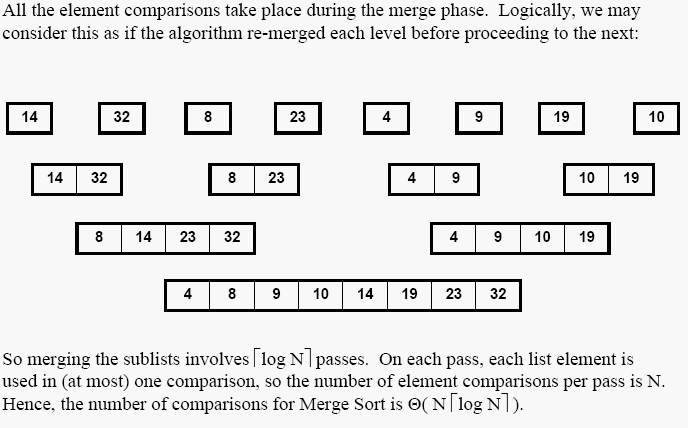 All the element comparisons take place during the merge phase.  Logically, we may
consider this as if the algorithm re-merged each level before proceeding to the next:
14 32 8 23 4 9 19 10
14 32 8 23 4 9 10 19
8 14 23 32 4 9 10 19
4 8 9 10 14 19 23 32
So merging the sublists involves ⌈log N⌉ passes.  On each pass, each list element is
used in (at most) one comparison, so the number of element comparisons per pass is N.
Hence, the number of comparisons for Merge Sort is Θ( N⌈log N⌉ ).